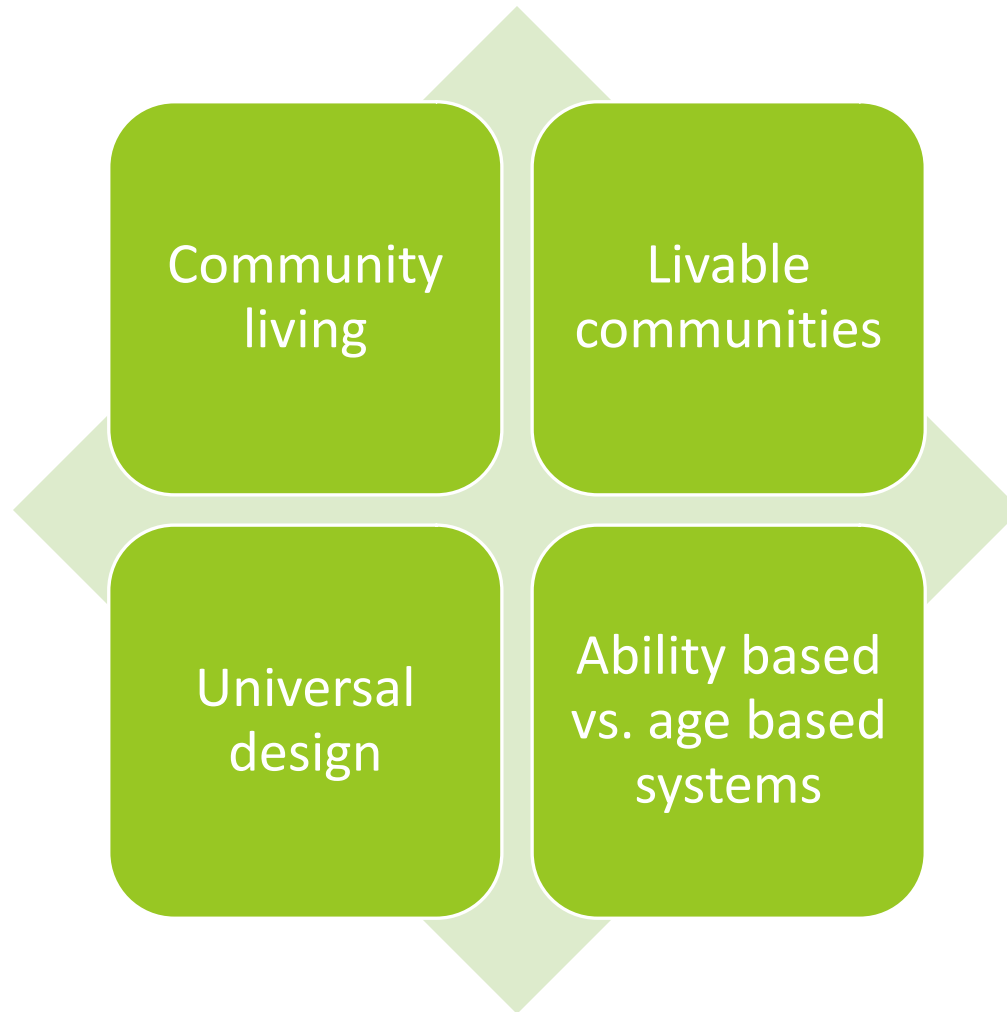 Community
living
Livable
communities
Universal
design
Ability based
vs. age based
systems